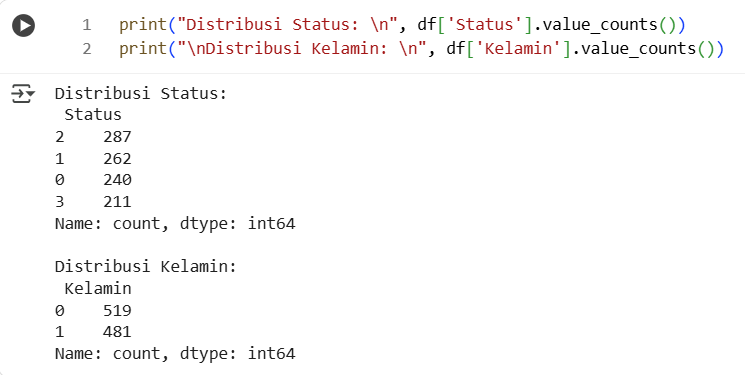 1 print("Distribusi Status: \n", df['Status'].value_counts())
2 print("\nDistribusi Kelamin: \n", df['Kelamin'].value_counts())
Distribusi Status:
Status
2 287
1 262
0 240
3 211
Name: count, dtype: int64
Distribusi Kelamin:
Kelamin
0 519
1 481
Name: count, dtype: int64